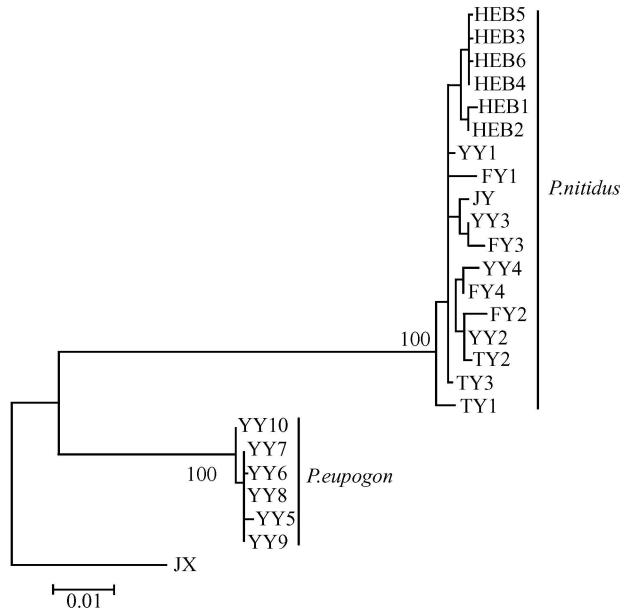 HEB5
HEB3
HEB6
HEB4
HEB1
HEB2
YY1
FY1
P.nitidus
JY
YY3
FY3
YY4
FY4
FY2
100
YY2
TY2
TY3
TY1
YY10
YY7
100
YY6
P.eupogon
YY8
YY5
YY9
JX
0.01